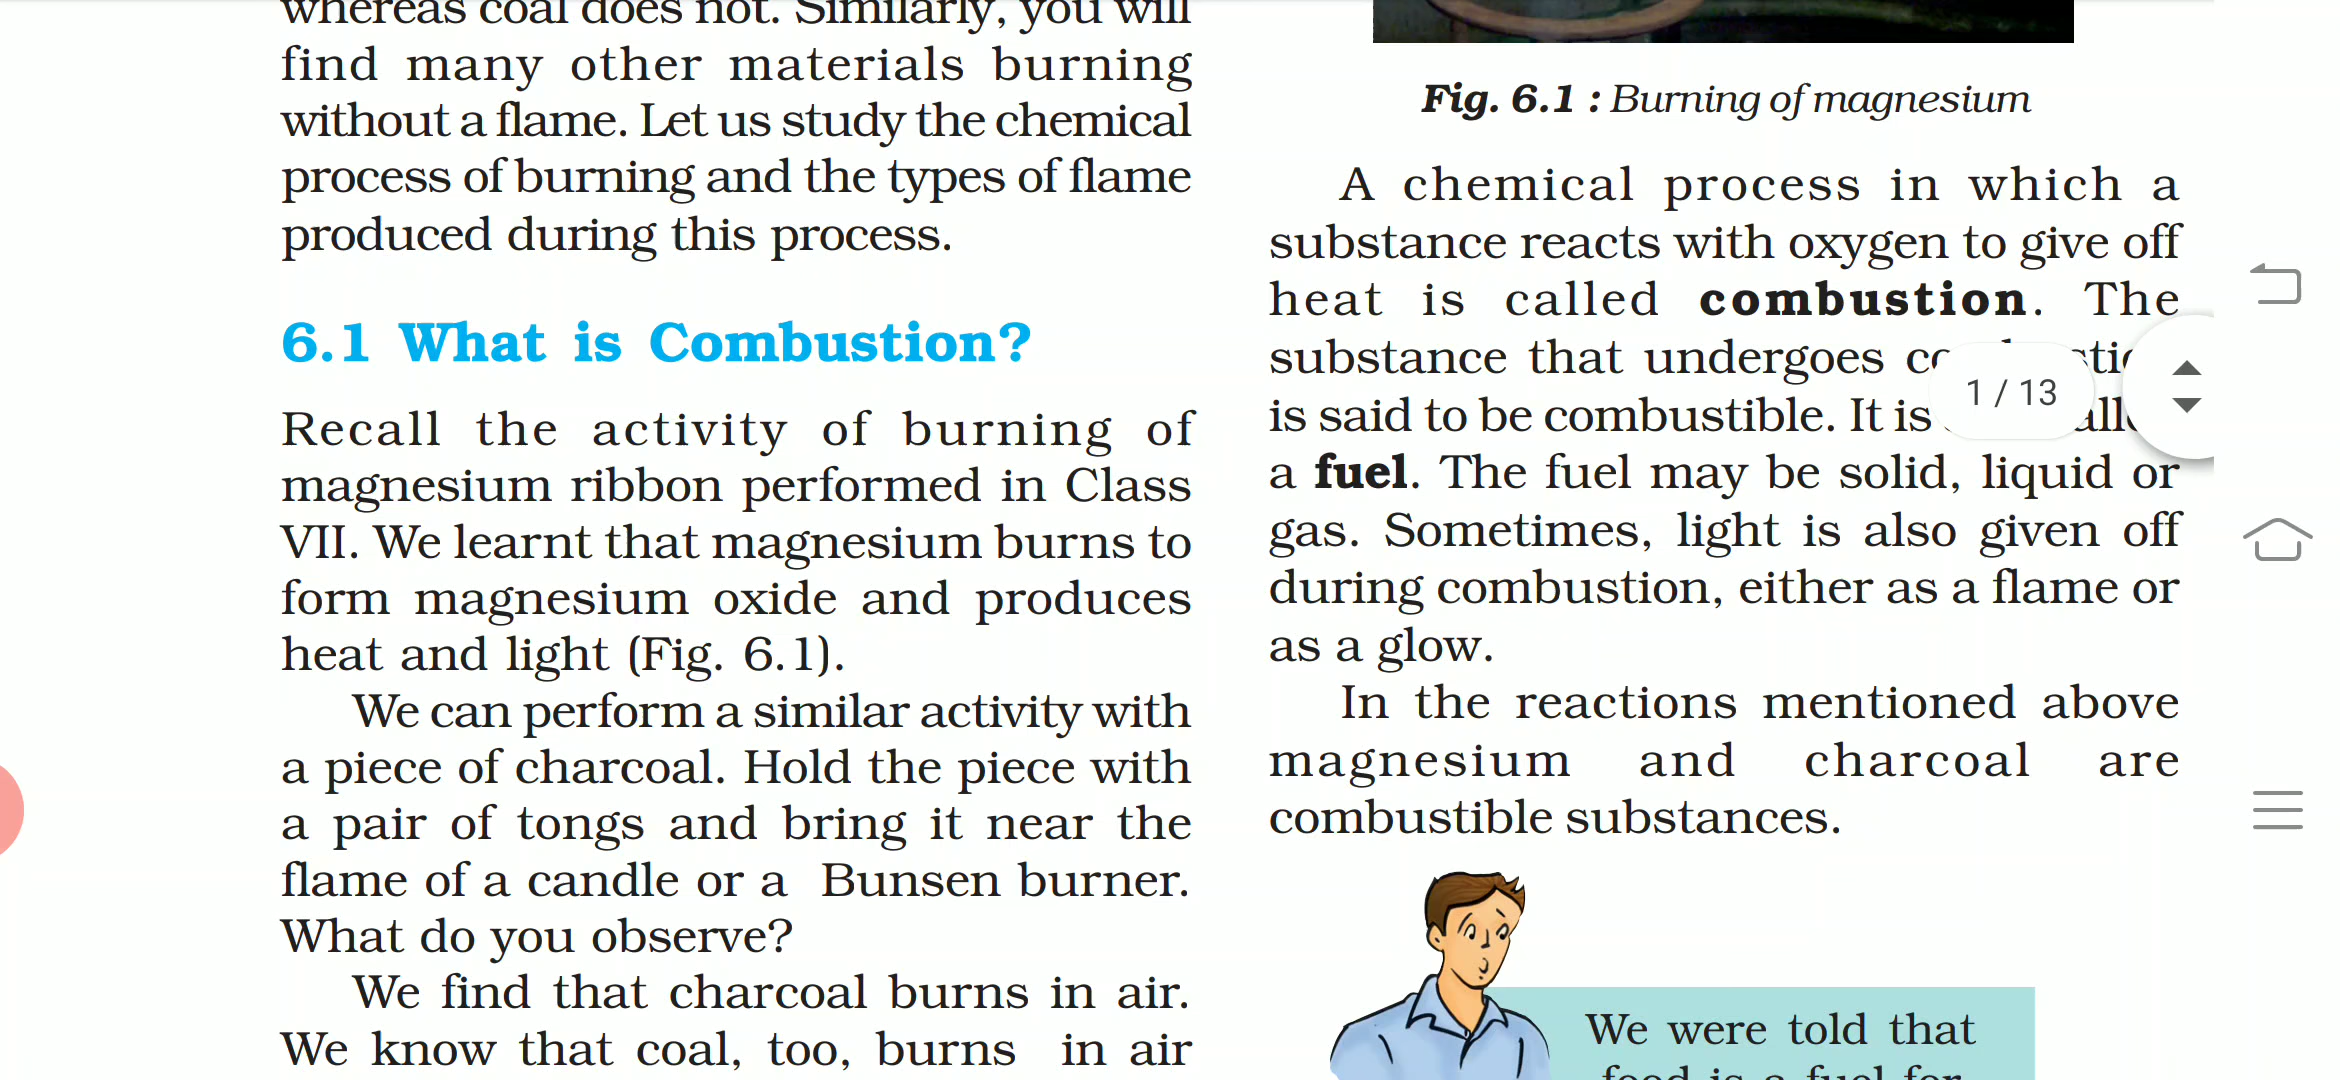 whereas coal does not. Similarly, you will
find many other materials burning
without a flame. Let us study the chemical
process of burning and the types of flame
produced during this process.
6.1 What is Combustion?
Recall the activity of burning of
magnesium ribbon performed in Class
VII. We learnt that magnesium burns to
form magnesium oxide and produces
heat and light (Fig. 6.1).
We can perform a similar activity with
a piece of charcoal. Hold the piece with
a pair of tongs and bring it near the
flame of a candle or a Bunsen burner.
What do you observe?
We find that charcoal burns in air.
We know that coal, too, burns in air
Fig. 6.1 : Burning of magnesium
A chemical process in which a
substance reacts with oxygen to give off
heat is called combustion. The
substance that undergoes
is said to be combustible. It is
a fuel. The fuel may be solid, liquid or
gas. Sometimes, light is also given off
during combustion, either as a flame or
as a glow.
In the reactions mentioned above
magnesium and charcoal are
combustible substances.
We were told that
food is a fuel for
1 / 13